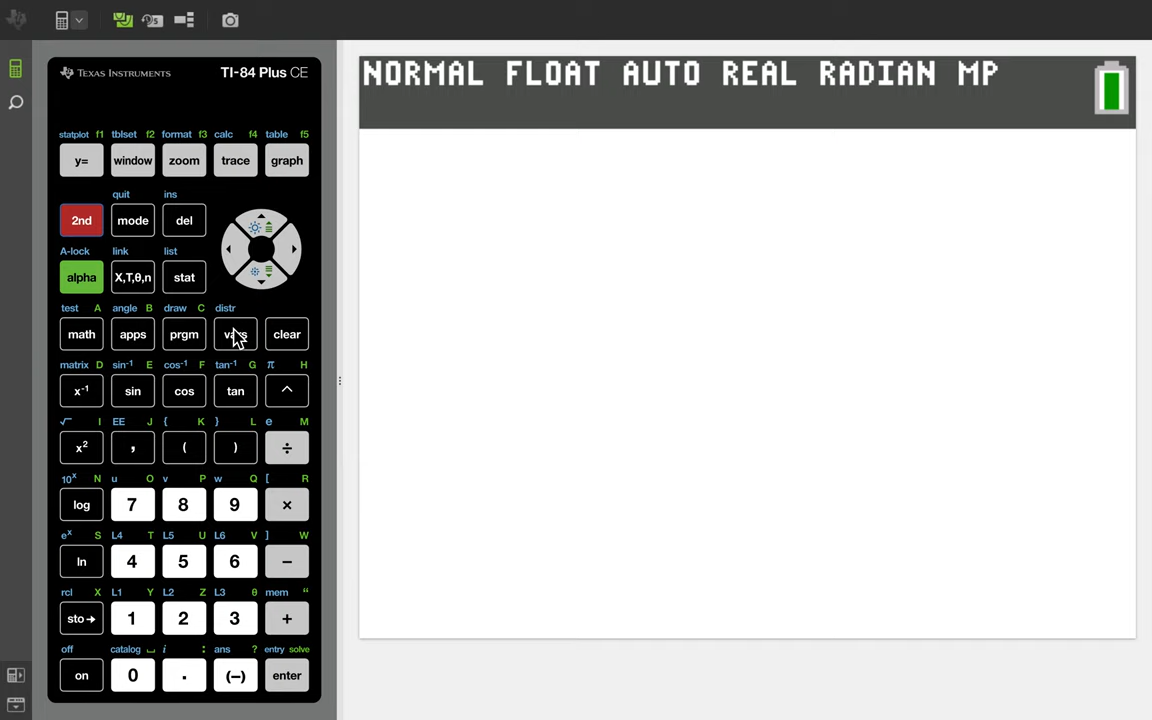 TEXAS INSTRUMENTS TI-84 Plus CE
NORMAL FLOAT AUTO REAL RADIAN MP
statplot f1 tblset f2 format f3 calc f4 table f5
y= window zoom trace graph
quit ins
2nd mode del
A-lock link list
alpha X,T,θ,n stat
test A angle B draw C distr
math apps prgm vars clear
matrix D sin⁻¹ E cos⁻¹ F tan⁻¹ G π H
x⁻¹ sin cos tan ^
√ I EE J { K } L e M
x² , ( ) ÷
10ˣ N u O v P w Q [ R
log 7 8 9 ×
eˣ S L4 T L5 U L6 V ] W
ln 4 5 6 −
rcl X L1 Y L2 Z L3 θ mem “
sto→ 1 2 3 +
off catalog ⎵ i : ans ? entry solve
on 0 . (−) enter